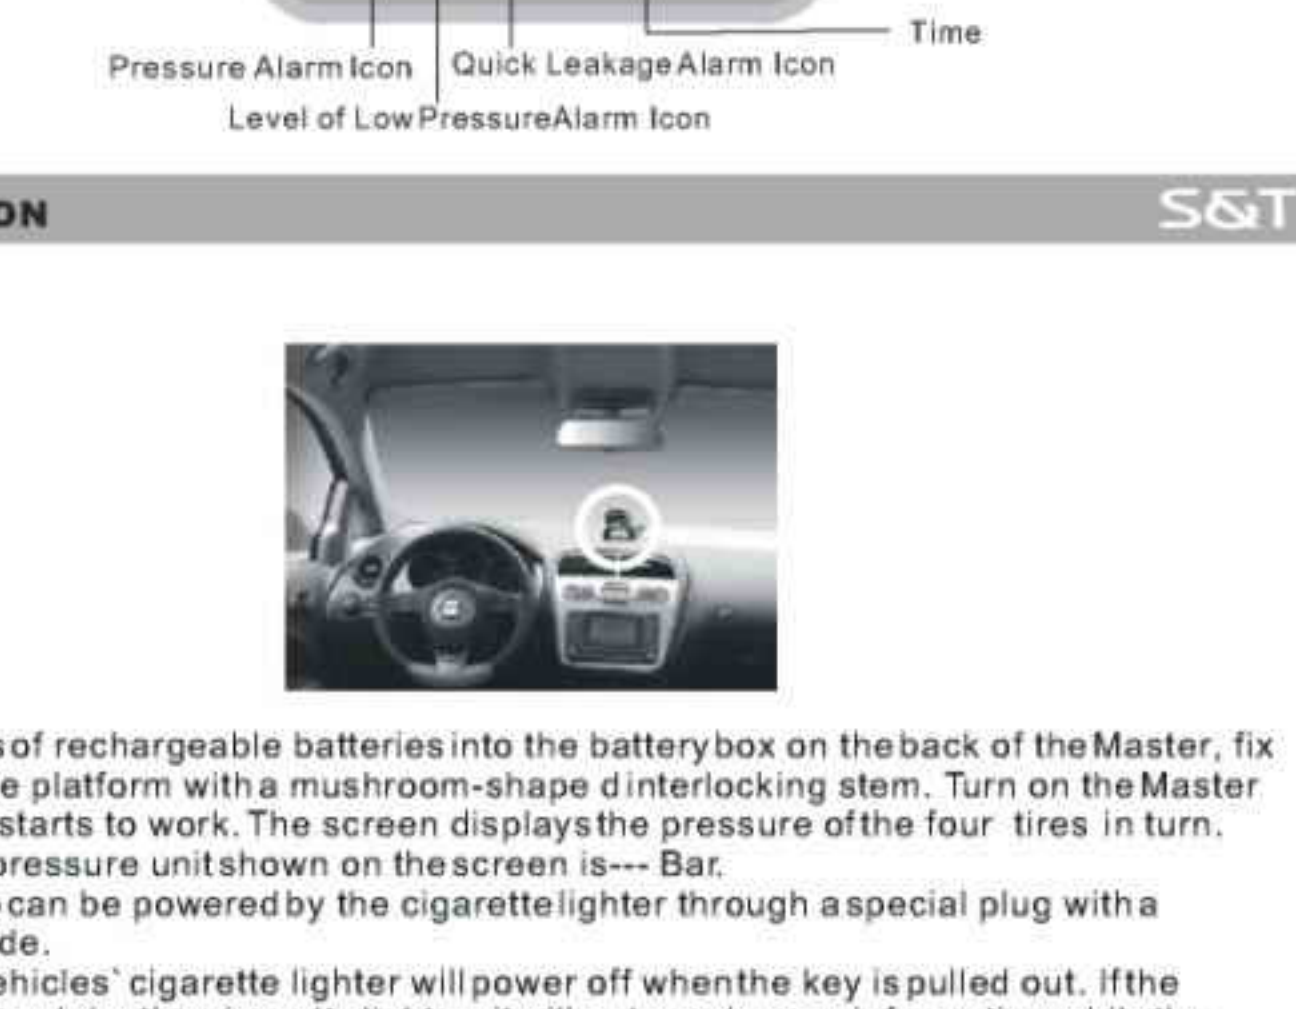 Time
Pressure Alarm Icon
Quick Leakage Alarm Icon
Level of Low Pressure Alarm Icon
ON
S&T
s of rechargeable batteries into the battery box on the back of the Master, fix
e platform with a mushroom-shape d interlocking stem. Turn on the Master
starts to work. The screen displays the pressure of the four tires in turn.
pressure unit shown on the screen is--- Bar.
can be powered by the cigarette lighter through a special plug with a
de.
ehicles` cigarette lighter will power off when the key is pulled out. If the